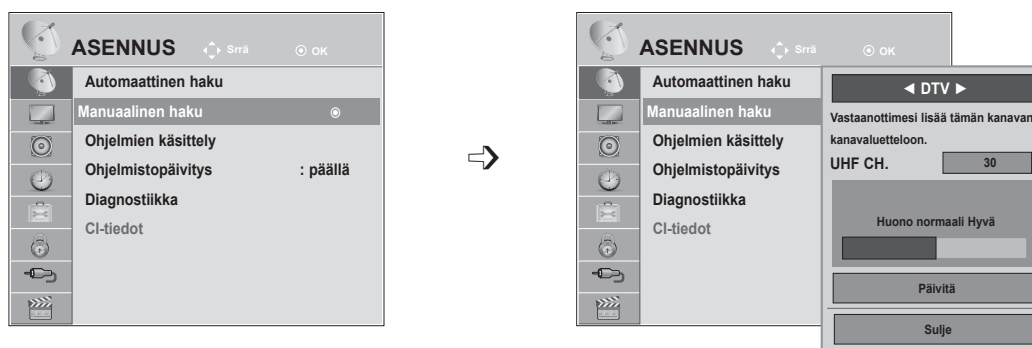 ASENNUS Srrä OK
Automaattinen haku
Manuaalinen haku
Ohjelmien käsittely
Ohjelmistopäivitys : päällä
Diagnostiikka
CI-tiedot
ASENNUS Srrä OK
Automaattinen haku
Manuaalinen haku
Ohjelmien käsittely
Ohjelmistopäivitys
Diagnostiikka
CI-tiedot
◄ DTV ►
Vastaanottimesi lisää tämän kanavan
kanavaluetteloon.
UHF CH. 30
Huono normaali Hyvä
Päivitä
Sulje